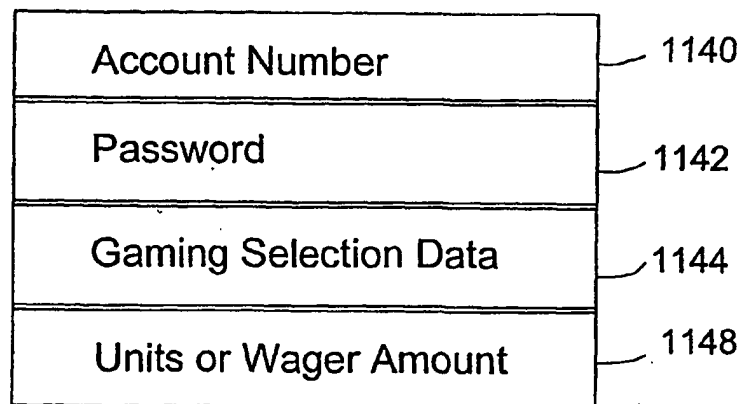 Account Number 1140
Password 1142
Gaming Selection Data 1144
Units or Wager Amount 1148